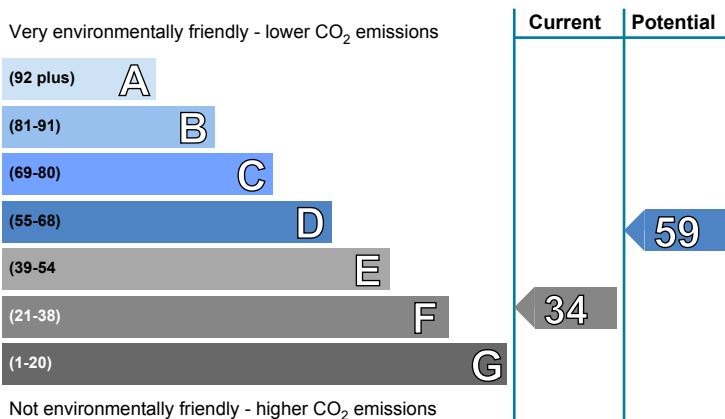 Current Potential
Very environmentally friendly - lower CO2 emissions
(92 plus) A
(81-91) B
(69-80) C
(55-68) D
59
(39-54 E
(21-38) F 34
(1-20) G
Not environmentally friendly - higher CO2 emissions